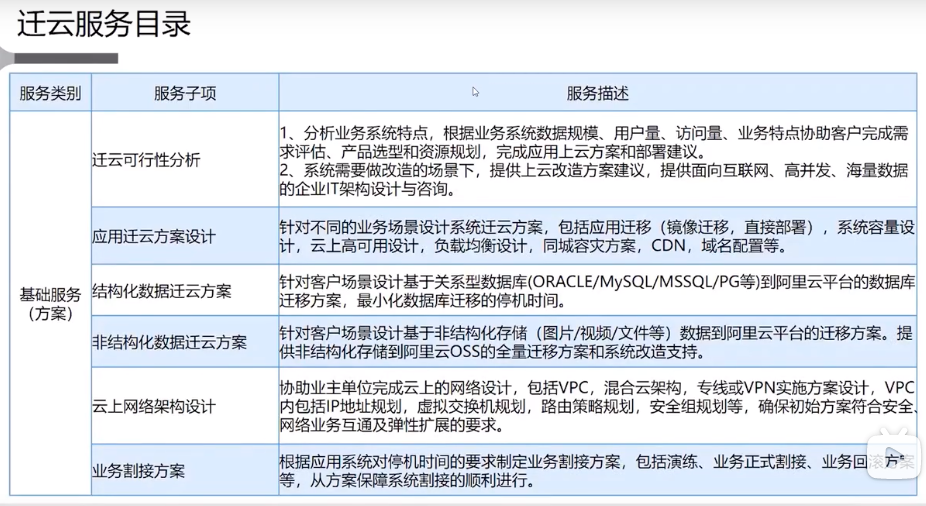 迁云服务目录
服务类别
服务子项
服务描述
基础服务
（方案）
迁云可行性分析
1、分析业务系统特点，根据业务系统数据规模、用户量、访问量、业务特点协助客户完成需
求评估、产品选型和资源规划，完成应用上云方案和部署建议。
2、系统需要做改造的场景下，提供上云改造方案建议，提供面向互联网、高并发、海量数据
的企业IT架构设计与咨询。
应用迁云方案设计
针对不同的业务场景设计系统迁云方案，包括应用迁移（镜像迁移，直接部署），系统容量设
计，云上高可用设计，负载均衡设计，同城容灾方案，CDN，域名配置等。
结构化数据迁云方案
针对客户场景设计基于关系型数据库(ORACLE/MySQL/MSSQL/PG等)到阿里云平台的数据库
迁移方案，最小化数据库迁移的停机时间。
非结构化数据迁云方案
针对客户场景设计基于非结构化存储（图片/视频/文件等）数据到阿里云平台的迁移方案。提
供非结构化存储到阿里云OSS的全量迁移方案和系统改造支持。
云上网络架构设计
协助业主单位完成云上的网络设计，包括VPC，混合云架构，专线或VPN实施方案设计，VPC
内包括IP地址规划，虚拟交换机规划，路由策略规划，安全组规划等，确保初始方案符合安全、
网络业务互通及弹性扩展的要求。
业务割接方案
根据应用系统对停机时间的要求制定业务割接方案，包括演练、业务正式割接、业务回滚方案
等，从方案保障系统割接的顺利进行。